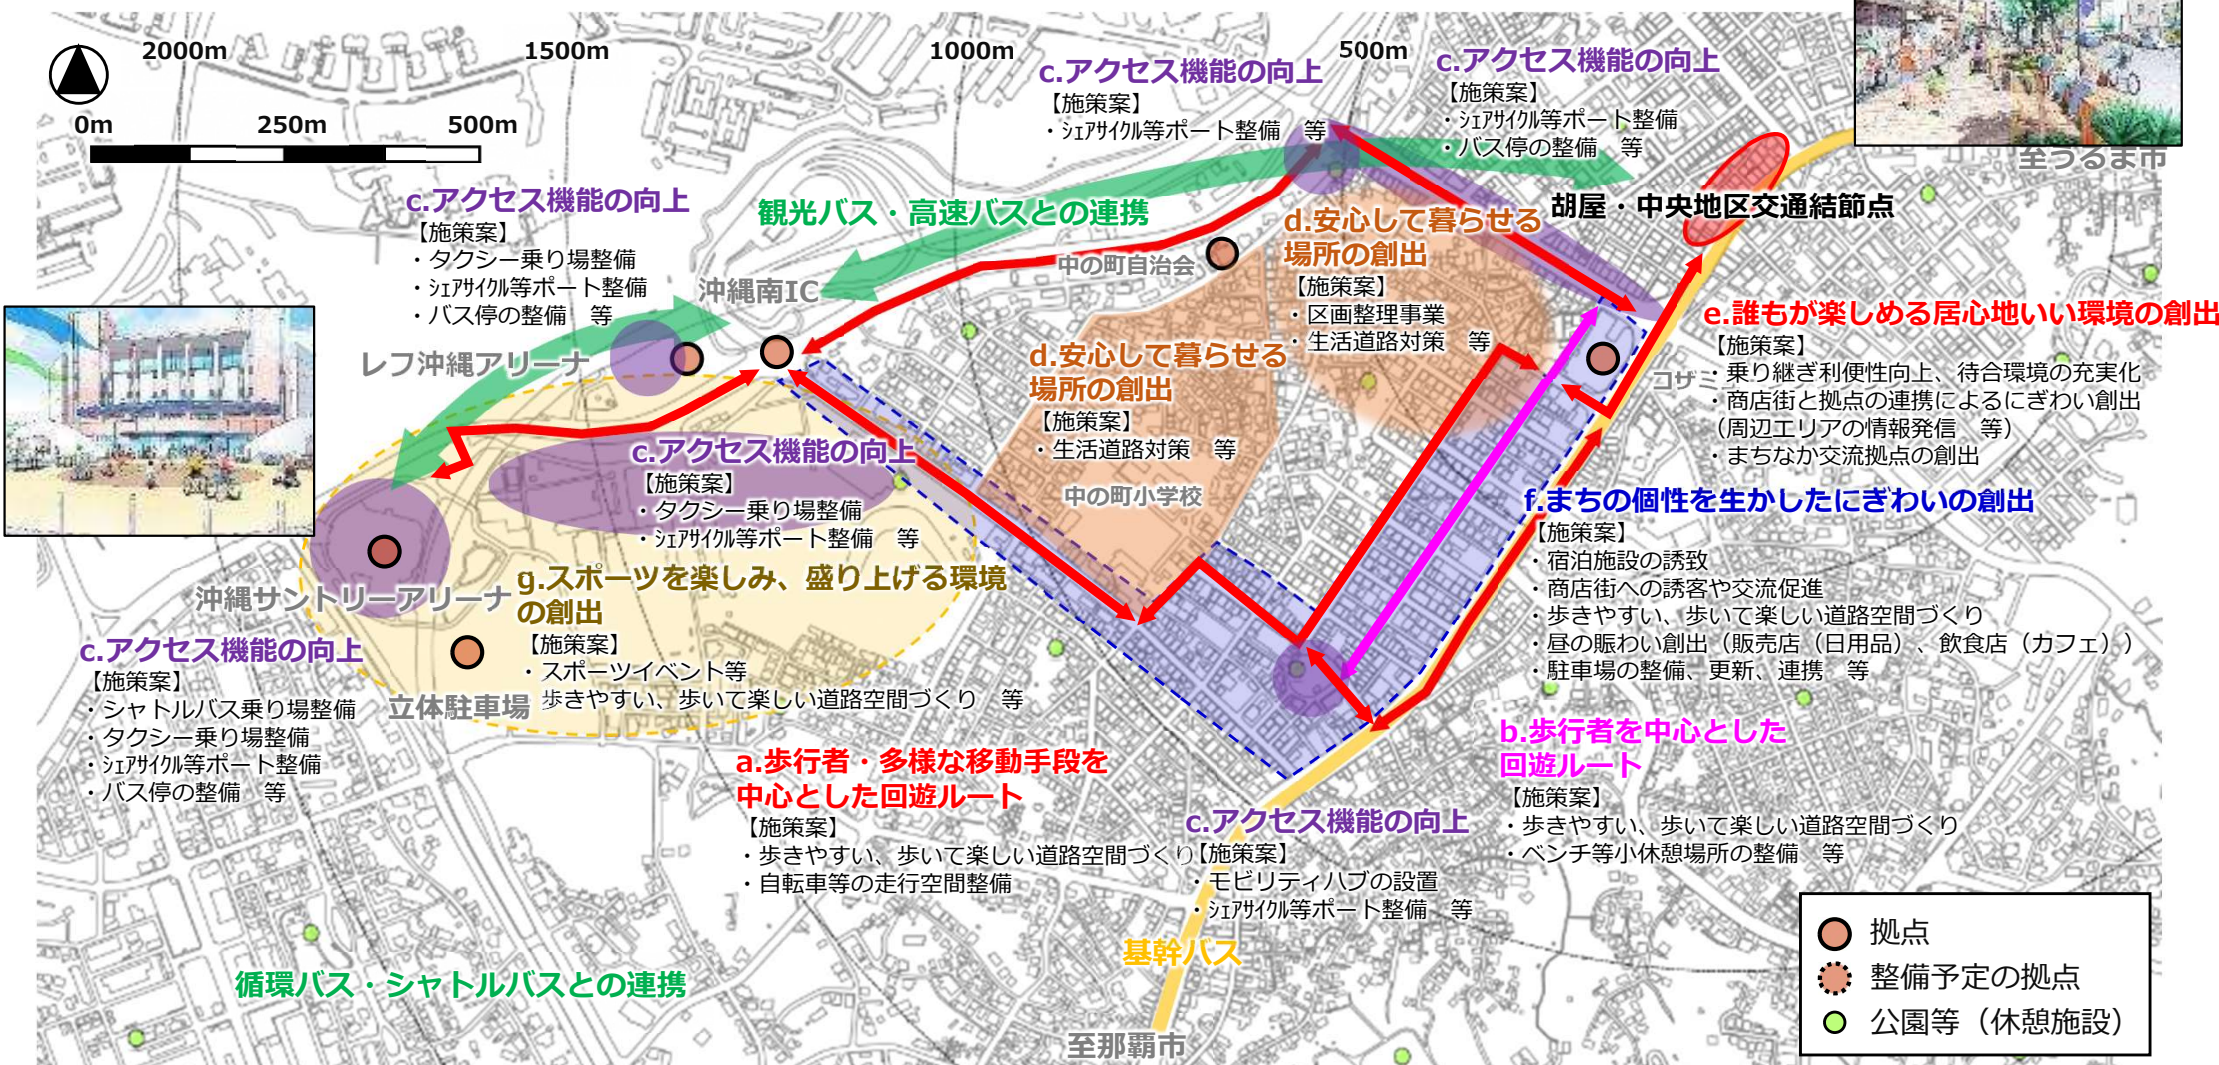 2000m
1500m
1000m
500m
0m
250m
500m
c.アクセス機能の向上
【施策案】
・ｼｪｱｻｲｸﾙ等ポート整備　等
c.アクセス機能の向上
【施策案】
・ｼｪｱｻｲｸﾙ等ポート整備
・バス停の整備　等
至うるま市
c.アクセス機能の向上
【施策案】
・タクシー乗り場整備
・ｼｪｱｻｲｸﾙ等ポート整備
・バス停の整備　等
観光バス・高速バスとの連携
胡屋・中央地区交通結節点
d.安心して暮らせる
場所の創出
【施策案】
・区画整理事業
・生活道路対策　等
中の町自治会
沖縄南IC
レフ沖縄アリーナ
d.安心して暮らせる
場所の創出
【施策案】
・生活道路対策　等
中の町小学校
コザミ
e.誰もが楽しめる居心地いい環境の創出
【施策案】
・乗り継ぎ利便性向上、待合環境の充実化
・商店街と拠点の連携によるにぎわい創出
（周辺エリアの情報発信　等）
・まちなか交流拠点の創出
c.アクセス機能の向上
【施策案】
・タクシー乗り場整備
・ｼｪｱｻｲｸﾙ等ポート整備　等
f.まちの個性を生かしたにぎわいの創出
【施策案】
・宿泊施設の誘致
・商店街への誘客や交流促進
・歩きやすい、歩いて楽しい道路空間づくり
・昼の賑わい創出（販売店（日用品）、飲食店（カフェ））
・駐車場の整備、更新、連携　等
沖縄サントリーアリーナ
g.スポーツを楽しみ、盛り上げる環境
の創出
【施策案】
・スポーツイベント等
歩きやすい、歩いて楽しい道路空間づくり　等
立体駐車場
c.アクセス機能の向上
【施策案】
・シャトルバス乗り場整備
・タクシー乗り場整備
・ｼｪｱｻｲｸﾙ等ポート整備
・バス停の整備　等
a.歩行者・多様な移動手段を
中心とした回遊ルート
【施策案】
・歩きやすい、歩いて楽しい道路空間づくり
・自転車等の走行空間整備
b.歩行者を中心とした
回遊ルート
【施策案】
・歩きやすい、歩いて楽しい道路空間づくり
・ベンチ等小休憩場所の整備　等
c.アクセス機能の向上
【施策案】
・モビリティハブの設置
・ｼｪｱｻｲｸﾙ等ポート整備　等
基幹バス
循環バス・シャトルバスとの連携
至那覇市
拠点
整備予定の拠点
公園等（休憩施設）